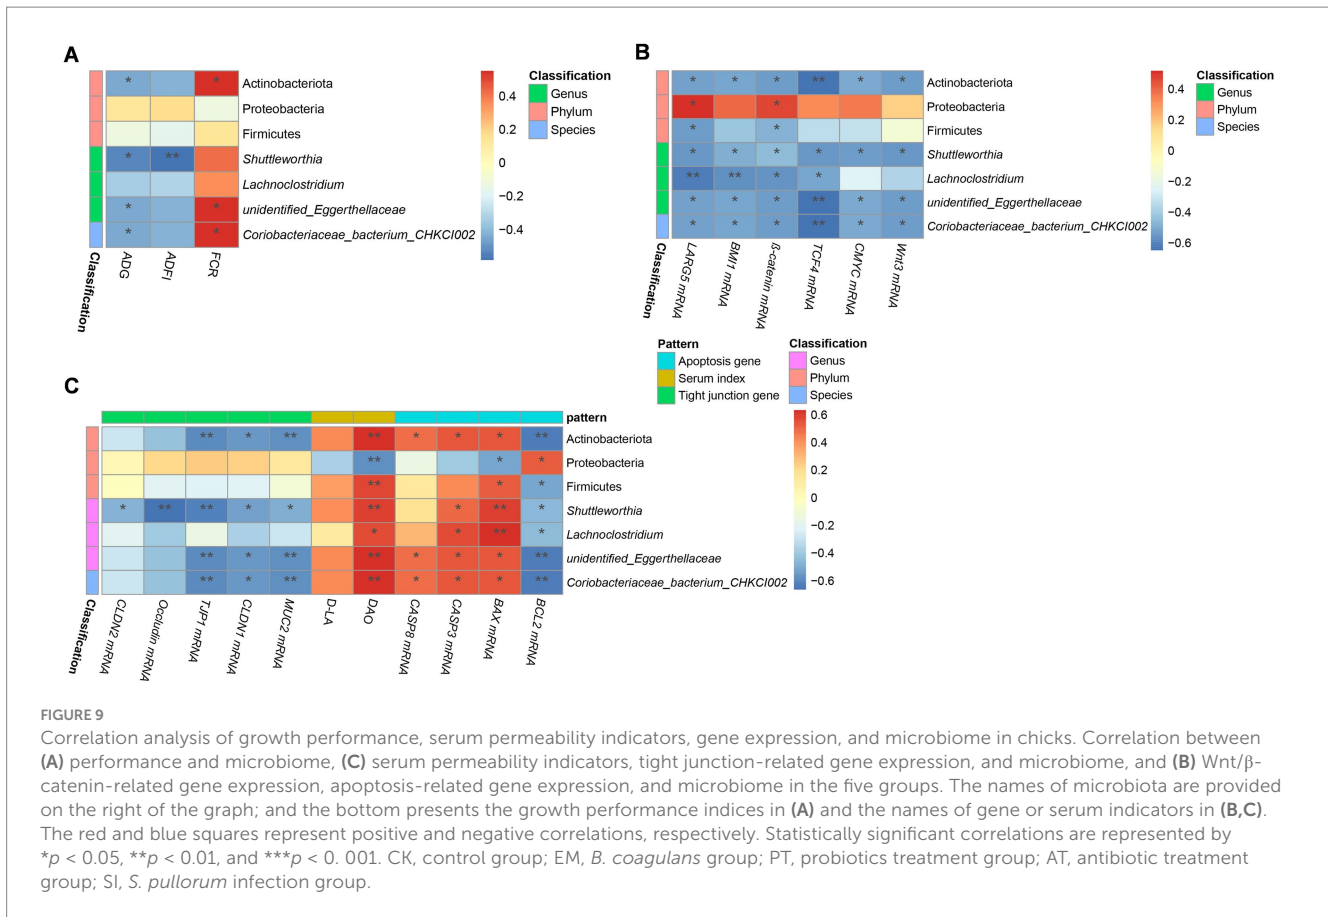 A
* * Actinobacteriota
Proteobacteria
Firmicutes
* ** Shuttleworthia
Lachnoclostridium
* * unidentified_Eggerthellaceae
* * Coriobacteriaceae_bacterium_CHKCI002
Classification
ADG
ADFI
FCR
0.4
0.2
0
−0.2
−0.4
Classification
Genus
Phylum
Species
B
* * * ** * * Actinobacteriota
* * Proteobacteria
* * Firmicutes
* * * * * * Shuttleworthia
** ** * * Lachnoclostridium
* * * ** * * unidentified_Eggerthellaceae
* * * ** * * Coriobacteriaceae_bacterium_CHKCI002
Classification
LARG5 mRNA
BMI1 mRNA
ß-catenin mRNA
TCF4 mRNA
CMYC mRNA
Wnt3 mRNA
0.4
0.2
0
−0.2
−0.4
−0.6
Classification
Genus
Phylum
Species
Pattern
Apoptosis gene
Serum index
Tight junction gene
Classification
Genus
Phylum
Species
C
pattern
** * ** ** * * * ** Actinobacteriota
** * * Proteobacteria
** * * Firmicutes
* ** ** * * ** * ** * Shuttleworthia
* * ** * Lachnoclostridium
** * ** ** * * * ** unidentified_Eggerthellaceae
** * ** ** * * * ** Coriobacteriaceae_bacterium_CHKCI002
Classification
CLDN2 mRNA
Occludin mRNA
TJP1 mRNA
CLDN1 mRNA
MUC2 mRNA
D-LA
DAO
CASP8 mRNA
CASP3 mRNA
BAX mRNA
BCL2 mRNA
0.6
0.4
0.2
0
−0.2
−0.4
−0.6
FIGURE 9
Correlation analysis of growth performance, serum permeability indicators, gene expression, and microbiome in chicks. Correlation between
(A) performance and microbiome, (C) serum permeability indicators, tight junction-related gene expression, and microbiome, and (B) Wnt/β-
catenin-related gene expression, apoptosis-related gene expression, and microbiome in the five groups. The names of microbiota are provided
on the right of the graph; and the bottom presents the growth performance indices in (A) and the names of gene or serum indicators in (B,C).
The red and blue squares represent positive and negative correlations, respectively. Statistically significant correlations are represented by
*p < 0.05, **p < 0.01, and ***p < 0. 001. CK, control group; EM, B. coagulans group; PT, probiotics treatment group; AT, antibiotic treatment
group; SI, S. pullorum infection group.